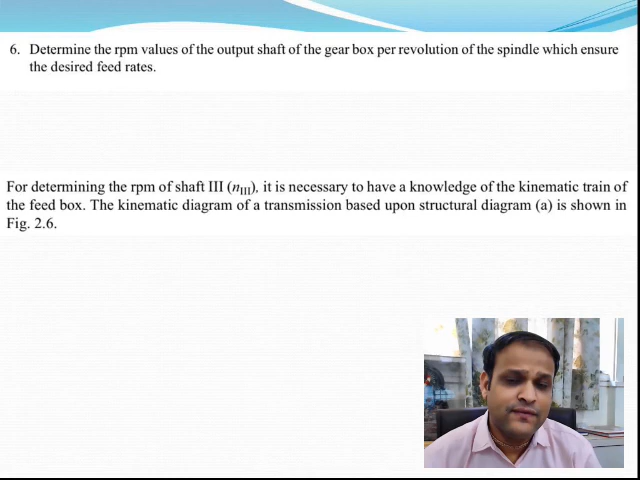 6. Determine the rpm values of the output shaft of the gear box per revolution of the spindle which ensure
the desired feed rates.
For determining the rpm of shaft III (nIII), it is necessary to have a knowledge of the kinematic train of
the feed box. The kinematic diagram of a transmission based upon structural diagram (a) is shown in
Fig. 2.6.